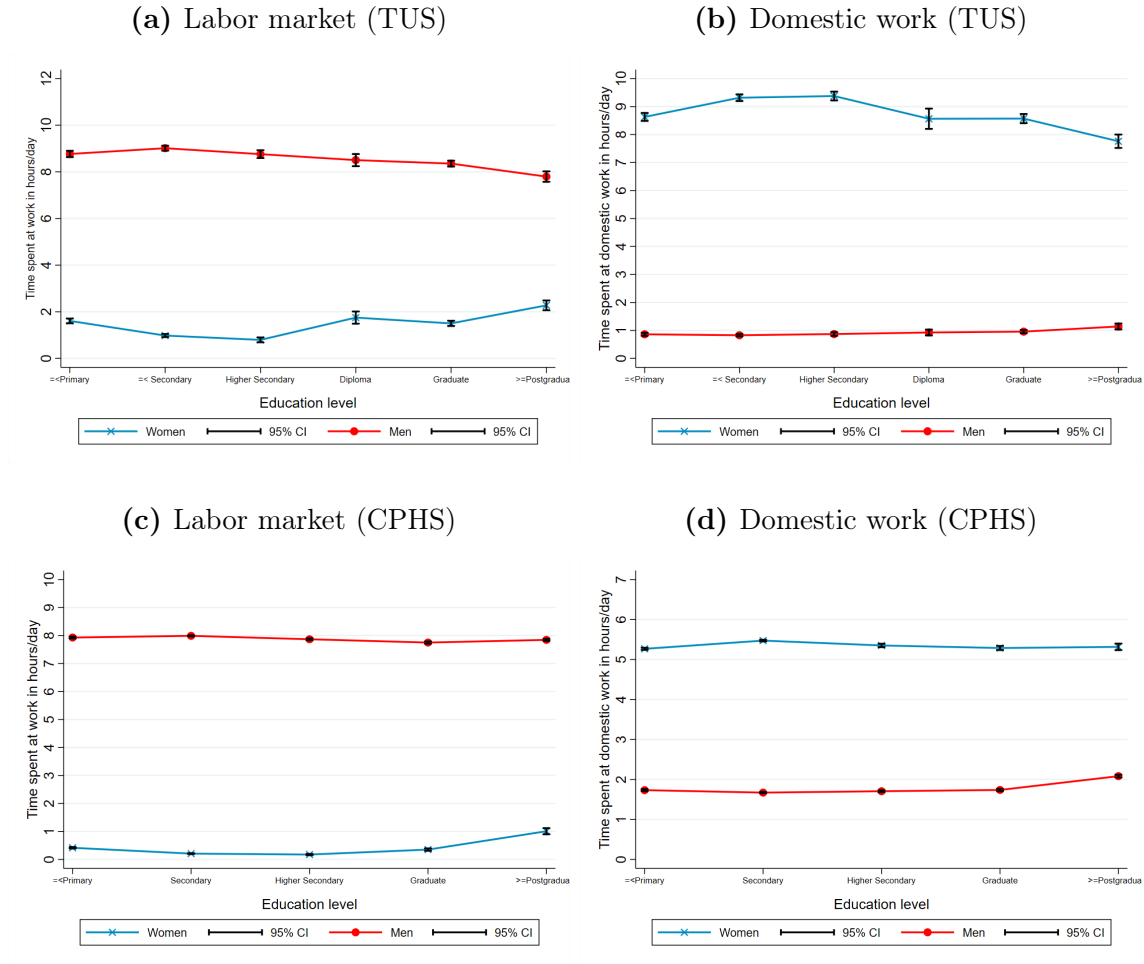 (a) Labor market (TUS)
Time spent at work in hours/day
0 2 4 6 8 10 12
=<Primary =< Secondary Higher Secondary Diploma Graduate >=Postgradua
Education level
Women 95% CI Men 95% CI
(b) Domestic work (TUS)
Time spent at domestic work in hours/day
0 1 2 3 4 5 6 7 8 9 10
=<Primary =< Secondary Higher Secondary Diploma Graduate >=Postgradua
Education level
Women 95% CI Men 95% CI
(c) Labor market (CPHS)
Time spent at work in hours/day
0 1 2 3 4 5 6 7 8 9 10
=<Primary Secondary Higher Secondary Graduate >=Postgradua
Education level
Women 95% CI Men 95% CI
(d) Domestic work (CPHS)
Time spent at domestic work in hours/day
0 1 2 3 4 5 6 7
=<Primary Secondary Higher Secondary Graduate >=Postgradua
Education level
Women 95% CI Men 95% CI